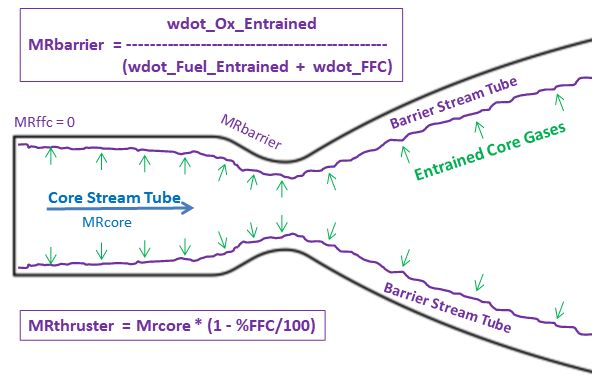 wdot_Ox_Entrained
MRbarrier = -----------------------------------------------
(wdot_Fuel_Entrained + wdot_FFC)
MRffc = 0
MRbarrier
Barrier Stream Tube
Entrained Core Gases
Core Stream Tube
MRcore
Barrier Stream Tube
MRthruster = Mrcore * (1 - %FFC/100)